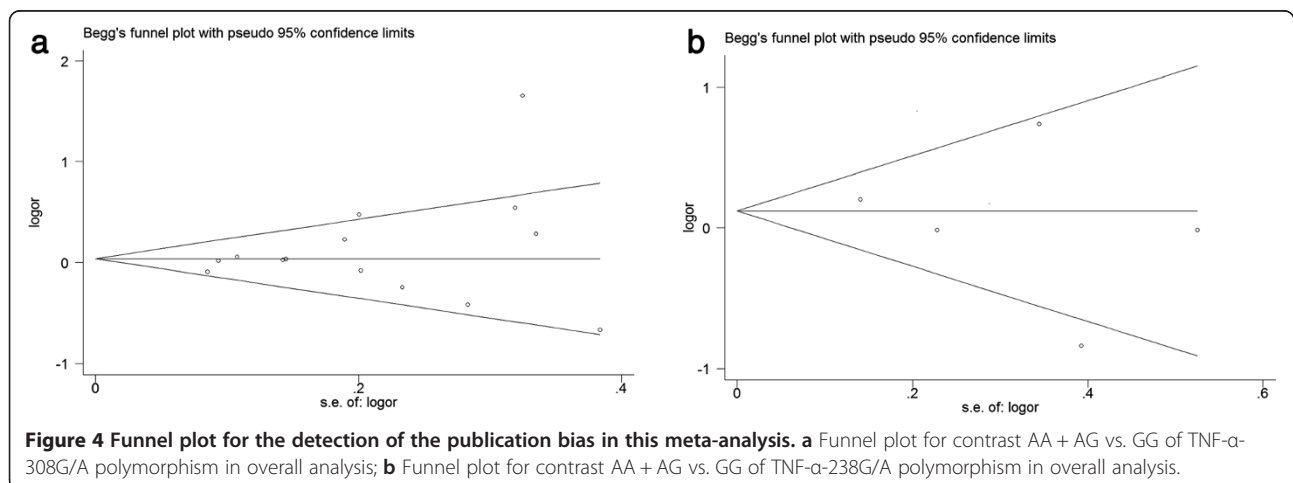 a
Begg's funnel plot with pseudo 95% confidence limits
2
1
0
-1
logor
0
.2
.4
s.e. of: logor
b
Begg's funnel plot with pseudo 95% confidence limits
1
0
-1
logor
0
.2
.4
.6
s.e. of: logor
Figure 4 Funnel plot for the detection of the publication bias in this meta-analysis. a Funnel plot for contrast AA + AG vs. GG of TNF-α-
308G/A polymorphism in overall analysis; b Funnel plot for contrast AA + AG vs. GG of TNF-α-238G/A polymorphism in overall analysis.